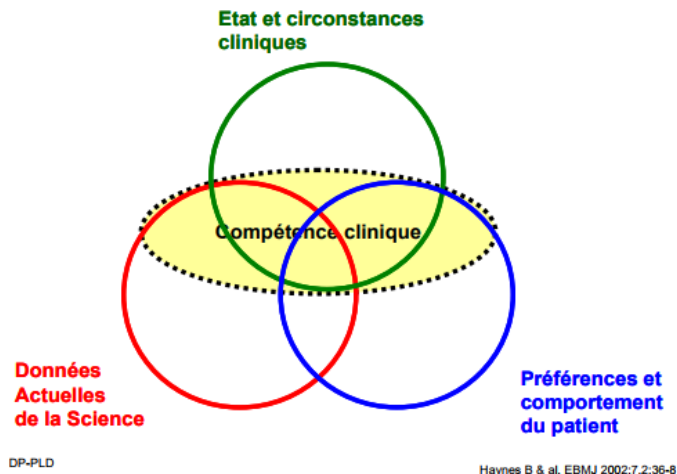 Etat et circonstances
cliniques
Compétence clinique
Données
Actuelles
de la Science
Préférences et
comportement
du patient
DP-PLD
Haynes B & al. EBMJ 2002;7,2:36-8